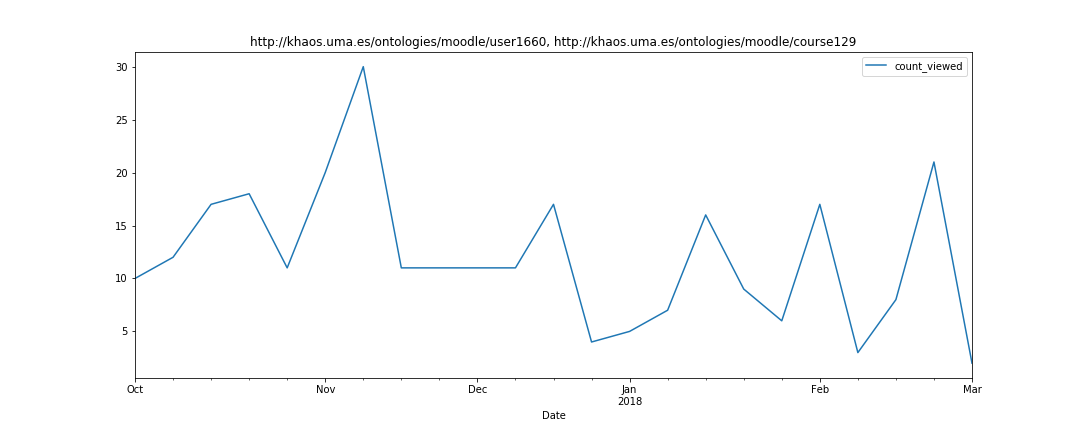 http://khaos.uma.es/ontologies/moodle/user1660, http://khaos.uma.es/ontologies/moodle/course129
count_viewed
30
25
20
15
10
5
Oct Nov Dec Jan Feb Mar
2018
Date